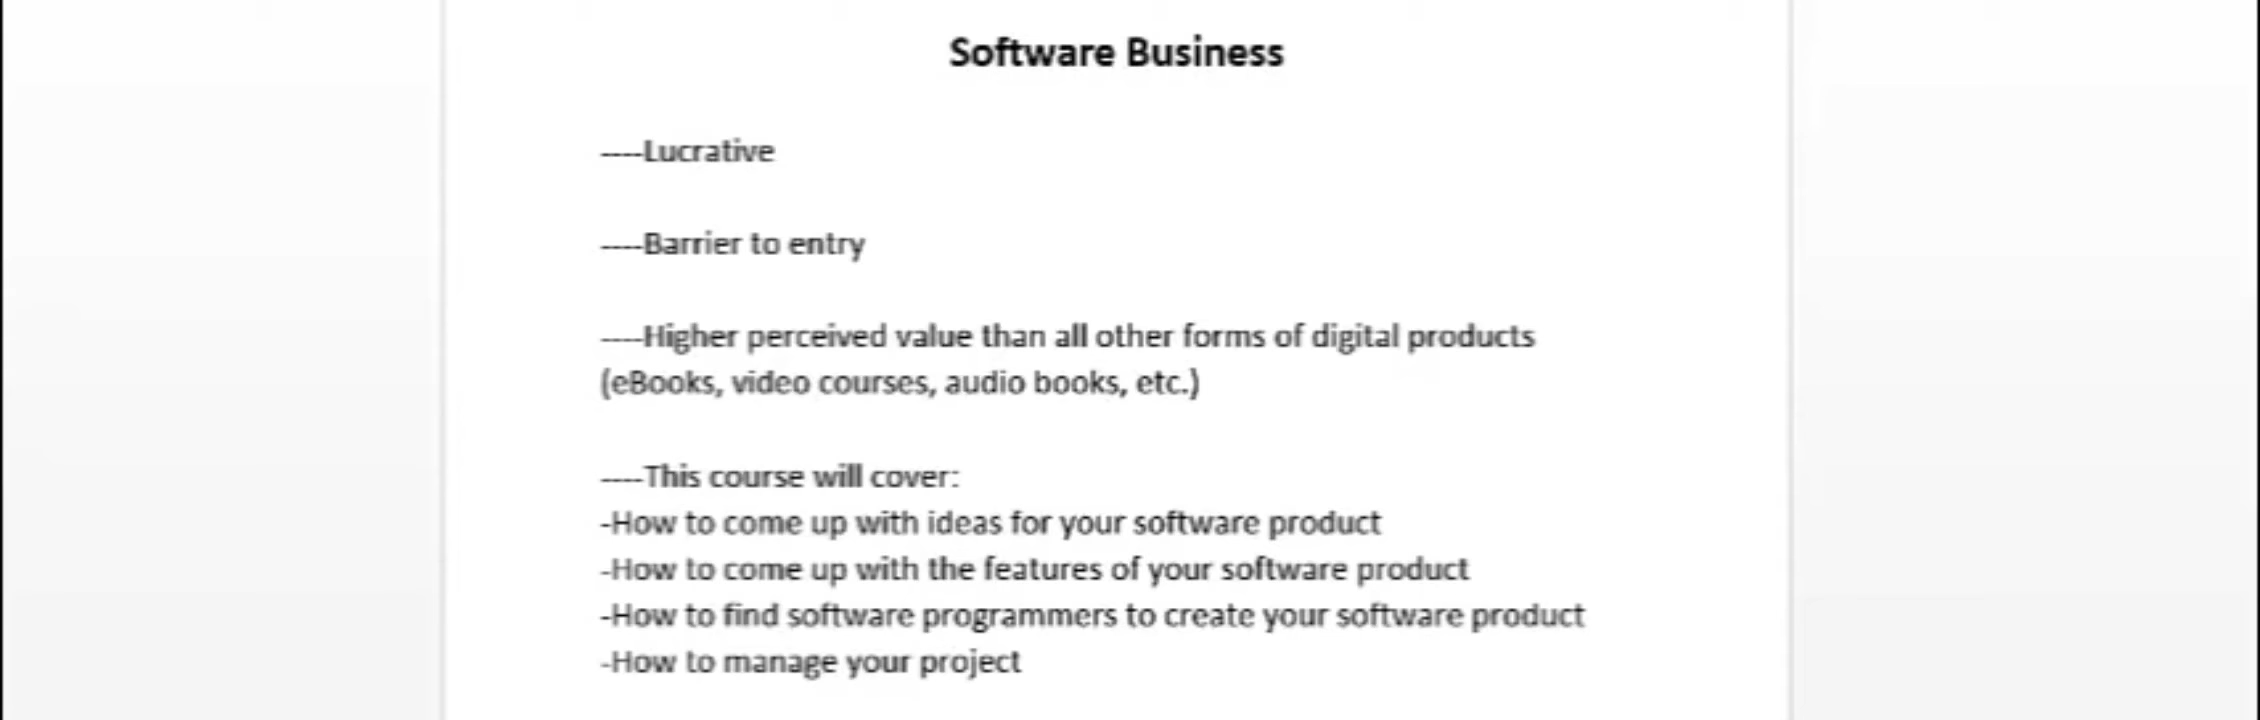 Software Business
----Lucrative
----Barrier to entry
----Higher perceived value than all other forms of digital products
(eBooks, video courses, audio books, etc.)
----This course will cover:
-How to come up with ideas for your software product
-How to come up with the features of your software product
-How to find software programmers to create your software product
-How to manage your project